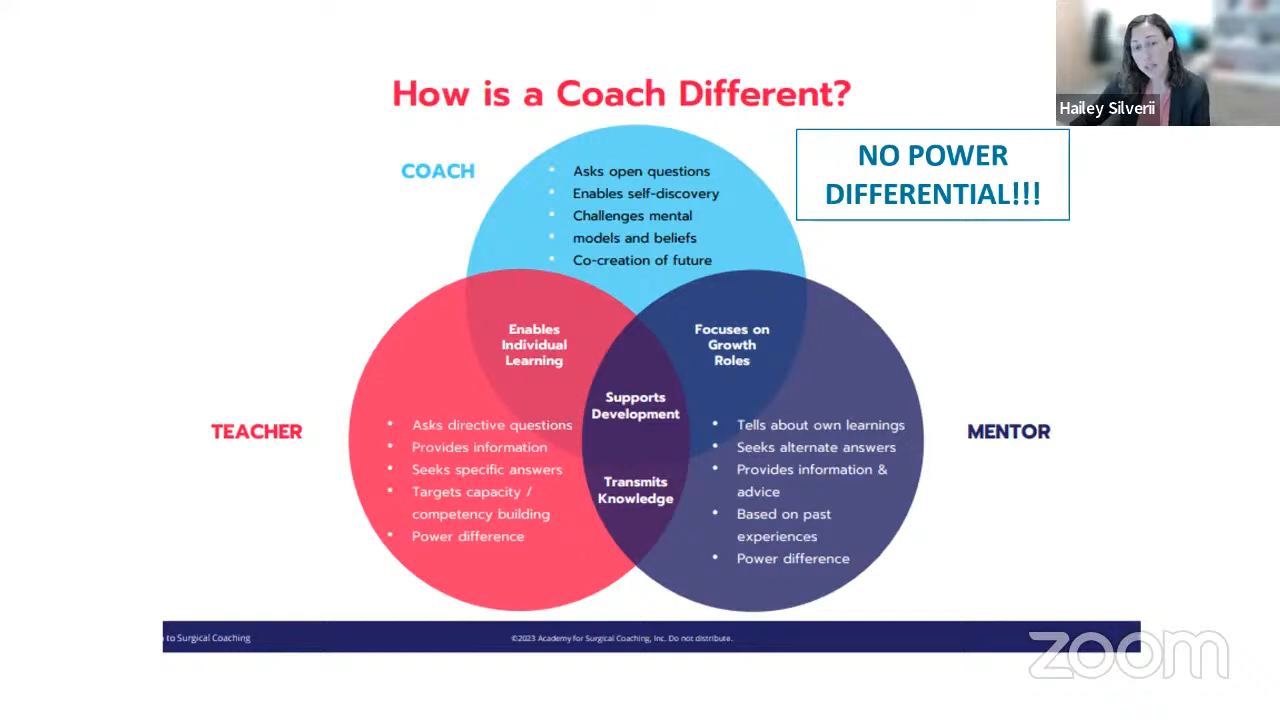 How is a Coach Different?
Hailey Silverii
NO POWER
DIFFERENTIAL!!!
COACH
Asks open questions
Enables self-discovery
Challenges mental
models and beliefs
Co-creation of future
Enables
Individual
Learning
Focuses on
Growth
Roles
Supports
Development
Transmits
Knowledge
TEACHER
Asks directive questions
Provides information
Seeks specific answers
Targets capacity /
competency building
Power difference
MENTOR
Tells about own learnings
Seeks alternate answers
Provides information &
advice
Based on past
experiences
Power difference
to Surgical Coaching
©2023 Academy for Surgical Coaching, Inc. Do not distribute.
zoom